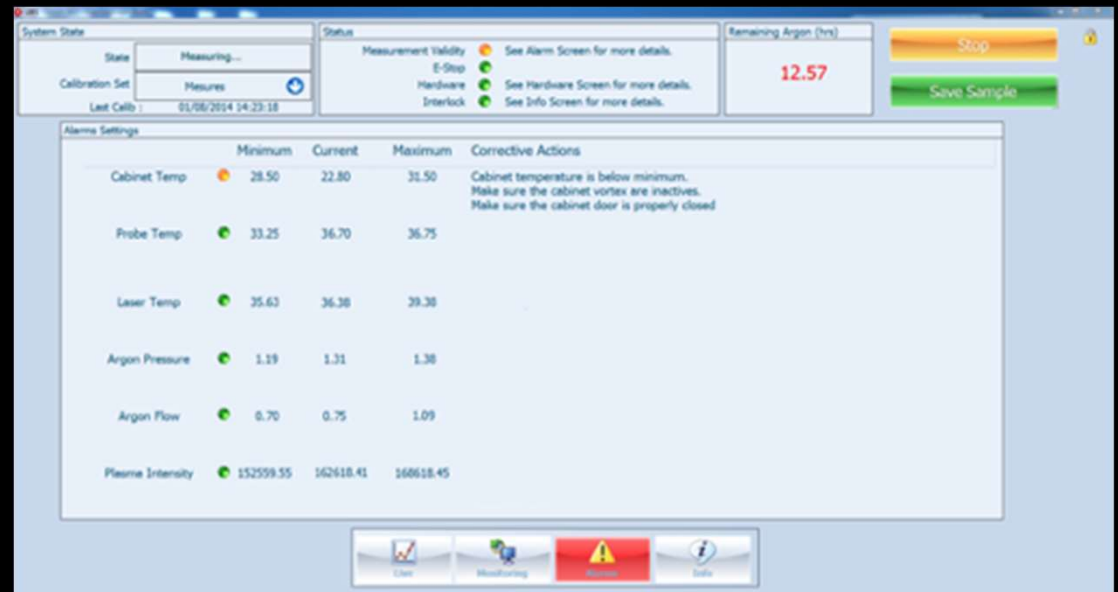 System State
State Measuring...
Calibration Set Mesures
Last Calib : 01/08/2014 14:23:18
Status
Measurement Validity See Alarm Screen for more details.
E-Stop
Hardware See Hardware Screen for more details.
Interlock See Info Screen for more details.
Remaining Argon (hrs)
12.57
Stop
Save Sample
Alarms Settings
Minimum Current Maximum Corrective Actions
Cabinet Temp 28.50 22.80 31.50 Cabinet temperature is below minimum.
Make sure the cabinet vortex are inactives.
Make sure the cabinet door is properly closed
Probe Temp 33.25 36.70 36.75
Laser Temp 35.63 36.38 39.38
Argon Pressure 1.19 1.31 1.38
Argon Flow 0.70 0.75 1.09
Plasma Intensity 152559.55 162618.41 168618.45
User Monitoring Alarms Info